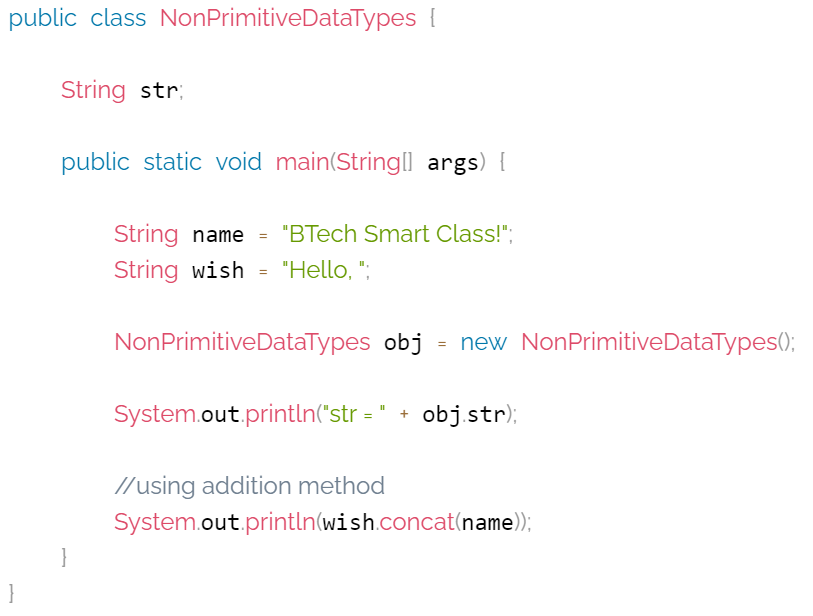 public class NonPrimitiveDataTypes {
String str;
public static void main(String[] args) {
String name = "BTech Smart Class!";
String wish = "Hello, ";
NonPrimitiveDataTypes obj = new NonPrimitiveDataTypes();
System.out.println("str = " + obj.str);
//using addition method
System.out.println(wish.concat(name));
}
}